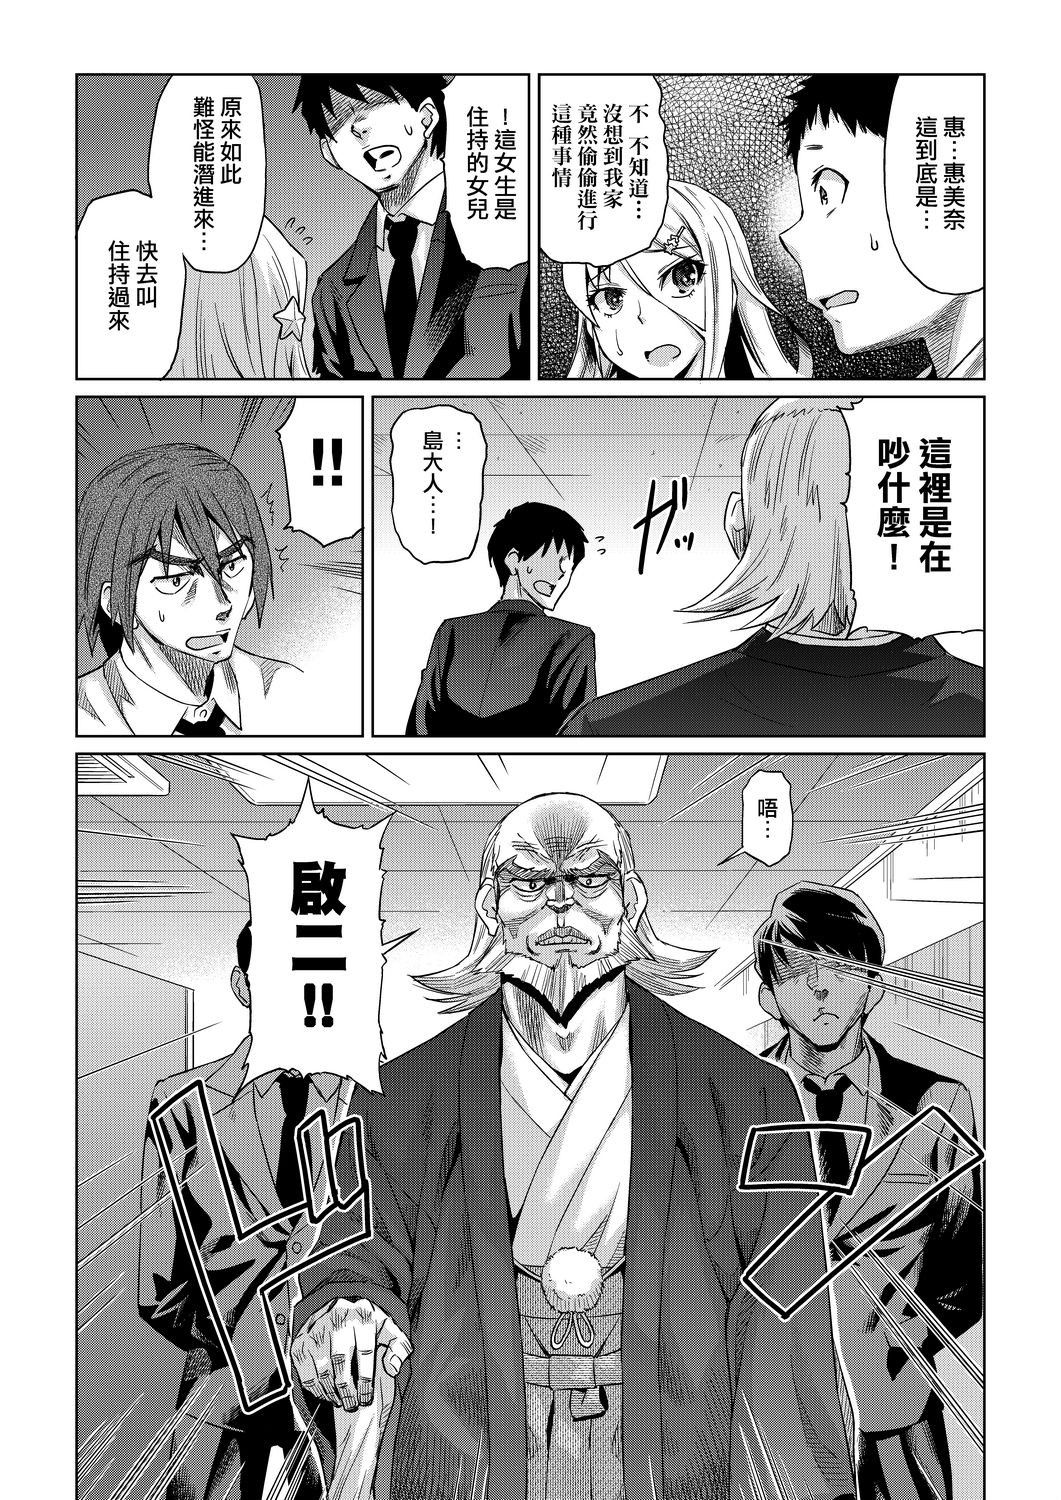 惠…惠美奈
這到底是…
不 不知道…
沒想到我家
竟然偷偷進行
這種事情
！這女生是
住持的女兒
原來如此
難怪能潛進來…
快去叫
住持過來
這裡是在
吵什麼！
ガッ
…
島大人…！
!!
唔…
啟二!!
ドン